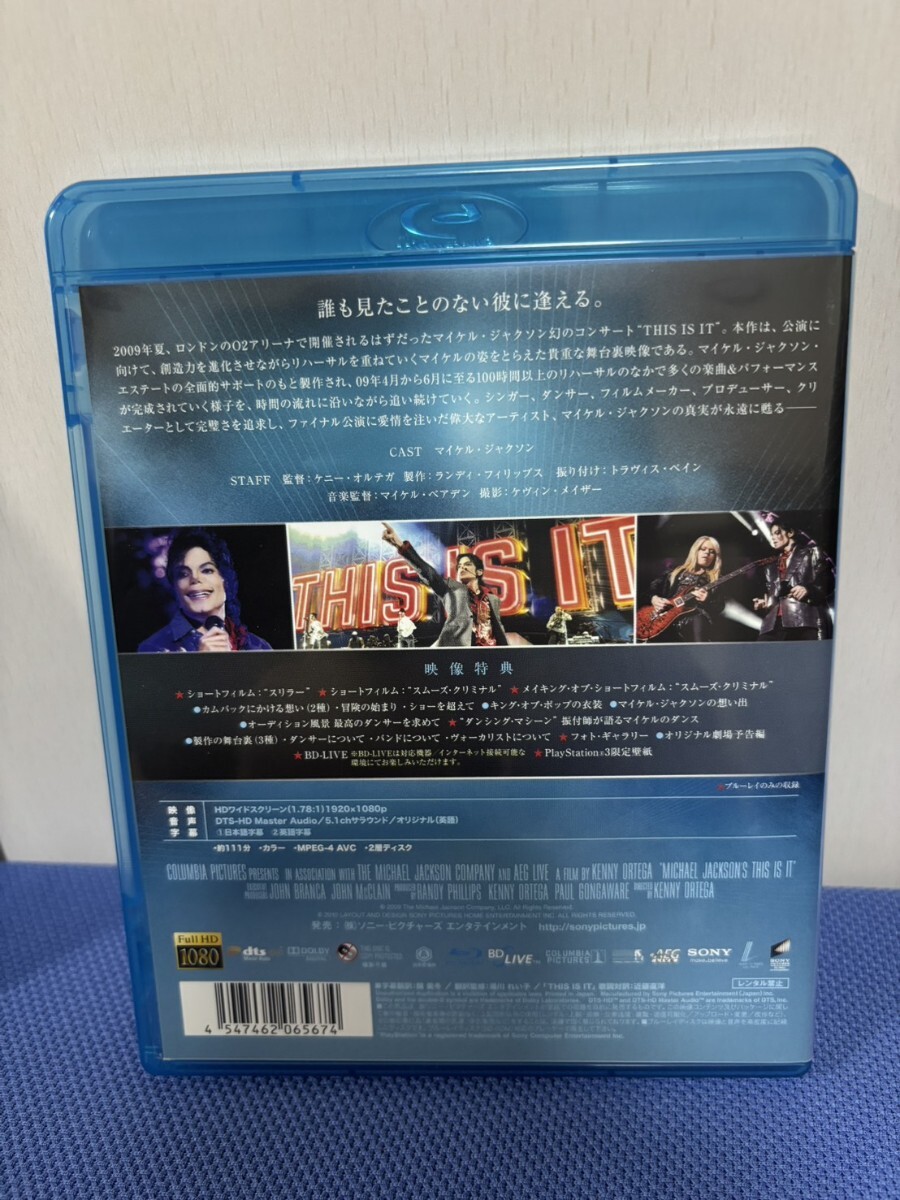 誰も見たことのない彼に逢える。
2009年夏、ロンドンのO2アリーナで開催されるはずだったマイケル・ジャクソン幻のコンサート“THIS IS IT”。本作は、公演に
向けて、創造力を進化させながらリハーサルを重ねていくマイケルの姿をとらえた貴重な舞台裏映像である。マイケル・ジャクソン・
エステートの全面的サポートのもと製作され、09年4月から6月に至る100時間以上のリハーサルのなかで多くの楽曲&パフォーマンス
が完成されていく様子を、時間の流れに沿いながら追い続けていく。シンガー、ダンサー、フィルムメーカー、プロデューサー、クリ
エーターとして完璧さを追求し、ファイナル公演に愛情を注いだ偉大なアーティスト、マイケル・ジャクソンの真実が永遠に甦る——
CAST マイケル・ジャクソン
STAFF 監督：ケニー・オルテガ 製作：ランディ・フィリップス 振り付け：トラヴィス・ペイン
音楽監督：マイケル・ベアデン 撮影：ケヴィン・メイザー
THIS IS IT
映像特典
★ショートフィルム：“スリラー” ★ショートフィルム：“スムーズ・クリミナル” ★メイキング・オブ・ショートフィルム：“スムーズ・クリミナル”
●カムバックにかける想い(2種)・冒険の始まり・ショーを超えて ●キング・オブ・ポップの衣装 ●マイケル・ジャクソンの想い出
●オーディション風景 最高のダンサーを求めて ★“ダンシング・マシーン” 振付師が語るマイケルのダンス
●製作の舞台裏(3種)・ダンサーについて・バンドについて・ヴォーカリストについて ★フォト・ギャラリー ●オリジナル劇場予告編
★BD-LIVE ※BD-LIVEは対応機器/インターネット接続可能な環境にてお楽しみいただけます。 ★PlayStation®3限定壁紙
★ブルーレイのみの収録
映像 HDワイドスクリーン(1.78:1)1920×1080p
音声 DTS-HD Master Audio/5.1chサラウンド/オリジナル(英語)
字幕 ①日本語字幕 ②英語字幕
・約111分 ・カラー ・MPEG-4 AVC ・2層ディスク
COLUMBIA PICTURES PRESENTS IN ASSOCIATION WITH THE MICHAEL JACKSON COMPANY AND AEG LIVE A FILM BY KENNY ORTEGA "MICHAEL JACKSON'S THIS IS IT"
JOHN BRANCA JOHN McCLAIN PRODUCED BY RANDY PHILLIPS KENNY ORTEGA PAUL GONGAWARE DIRECTED BY KENNY ORTEGA
© 2009 The Michael Jackson Company, LLC. All Rights Reserved.
LAYOUT AND DESIGN SONY PICTURES HOME ENTERTAINMENT INC. ALL RIGHTS RESERVED.
発売：㈱ソニー・ピクチャーズ エンタテインメント http://sonypictures.jp
Full HD 1080 dts DOLBY BD LIVE COLUMBIA PICTURES AEG LIVE SONY SONY
レンタル禁止
4 547462 065674